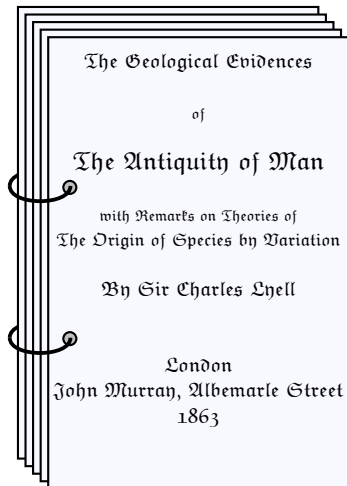 The Geological Evidences
of
The Antiquity of Man
with Remarks on Theories of
The Origin of Species by Variation
By Sir Charles Lyell
London
John Murray, Albemarle Street
1863